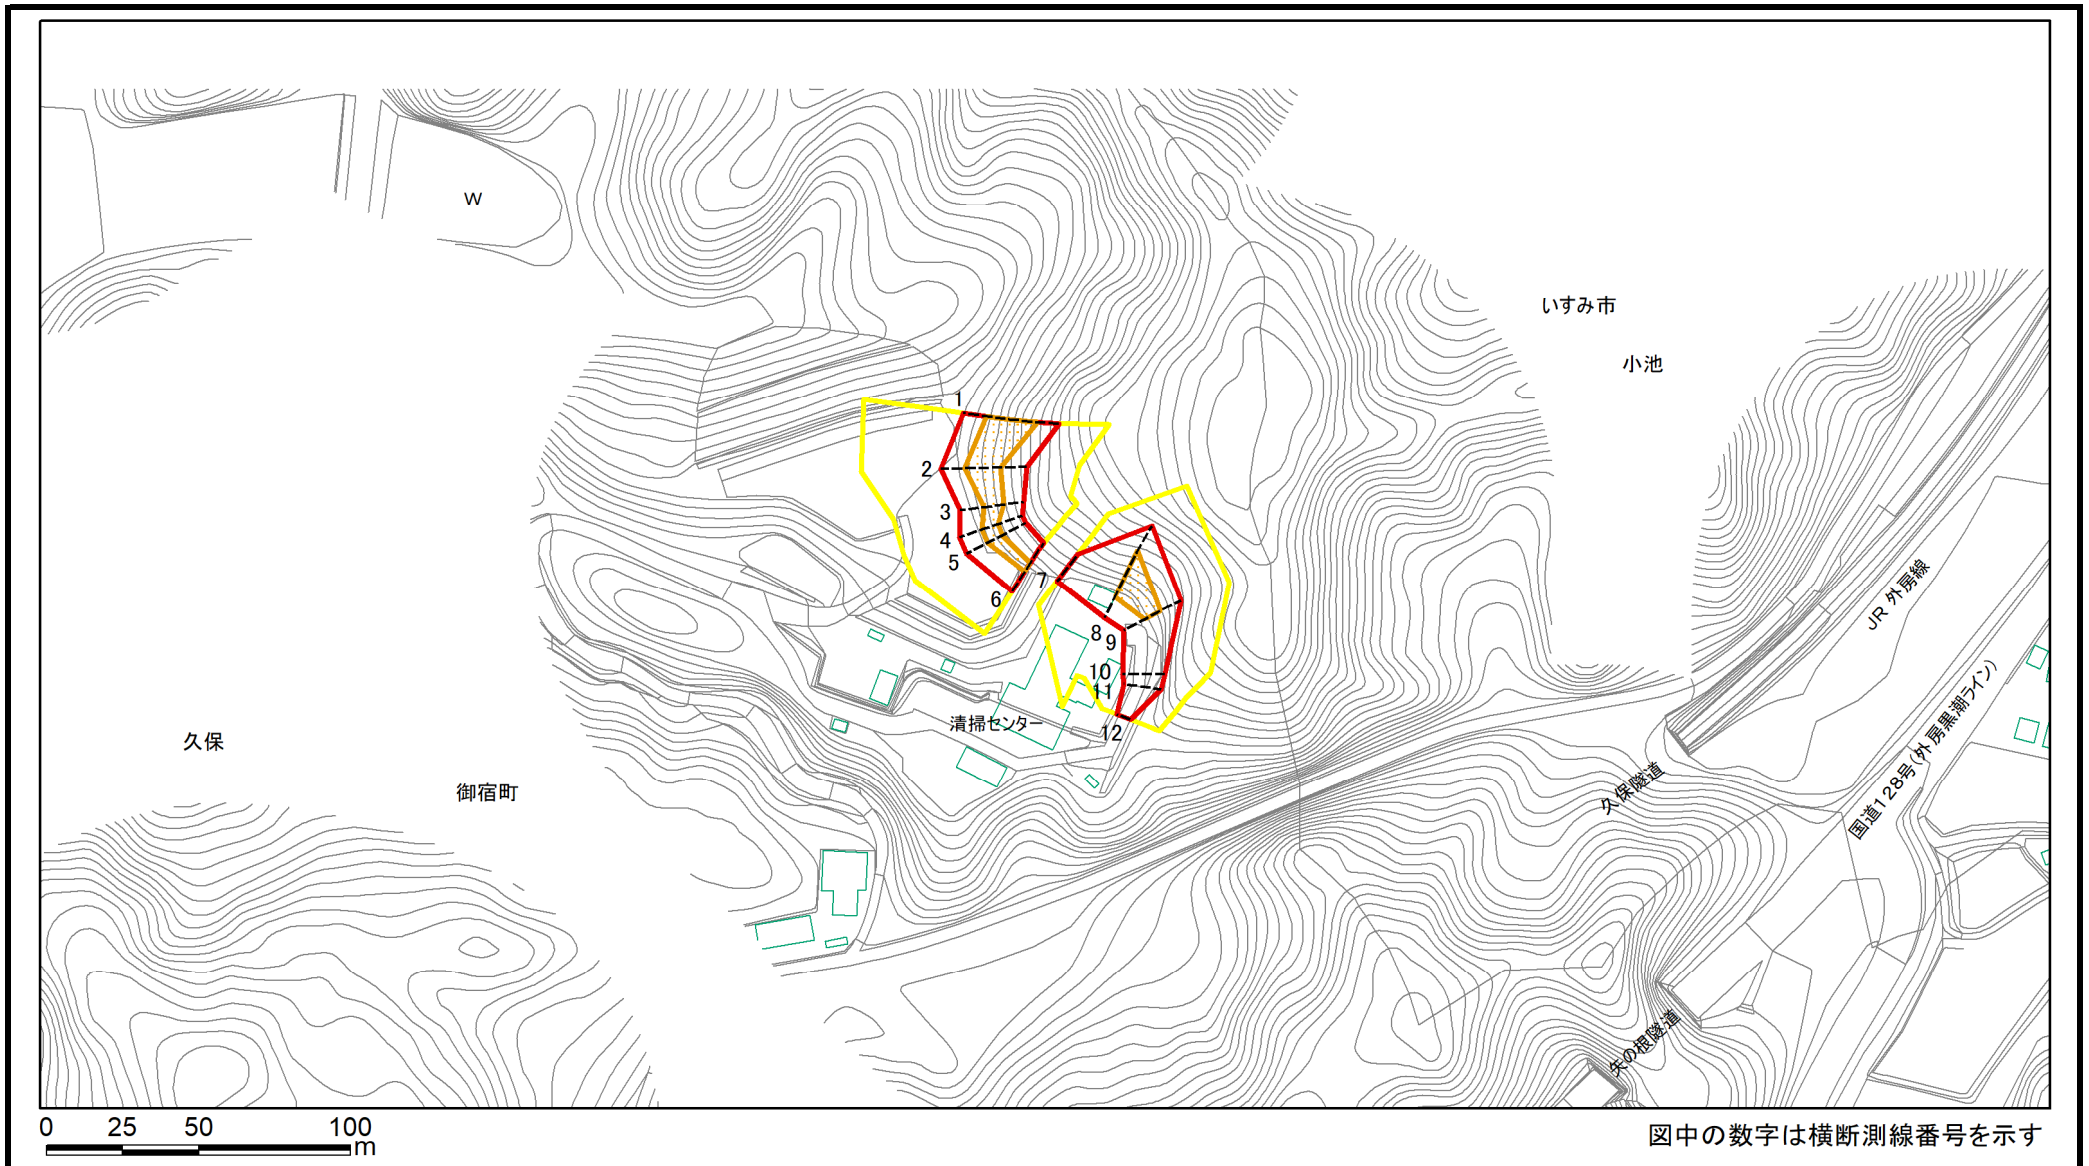 W
いすみ市
小池
1
2
3
4
5
6
7
8
9
10
11
12
JR 外房線
国道128号(外房黒潮ライン)
清掃センター
久保
御宿町
久保隧道
矢の根隧道
0 25 50 100
m
図中の数字は横断測線番号を示す